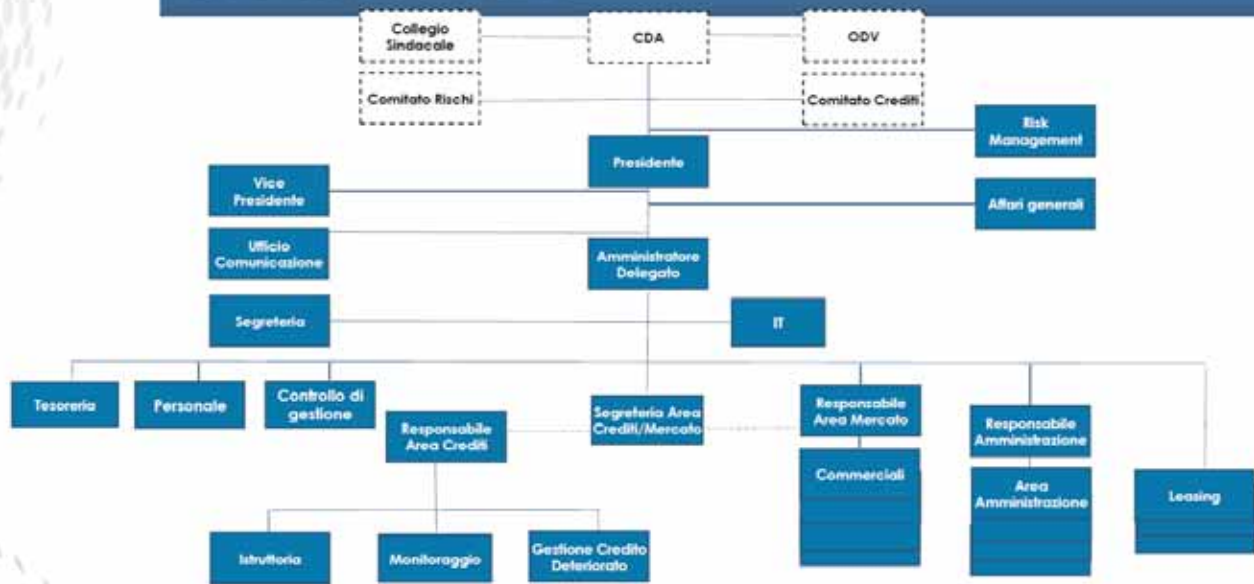 Collegio
Sindacale
CDA
ODV
Comitato Rischi
Comitato Crediti
Risk
Management
Presidente
Vice
Presidente
Affari generali
Ufficio
Comunicazione
Amministratore
Delegato
Segreteria
IT
Tesoreria
Personale
Controllo di
gestione
Responsabile
Area Crediti
Segreteria Area
Crediti/Mercato
Responsabile
Area Mercato
Responsabile
Amministrazione
Commerciali
Area
Amministrazione
Leasing
Istruttoria
Monitoraggio
Gestione Credito
Deteriorato